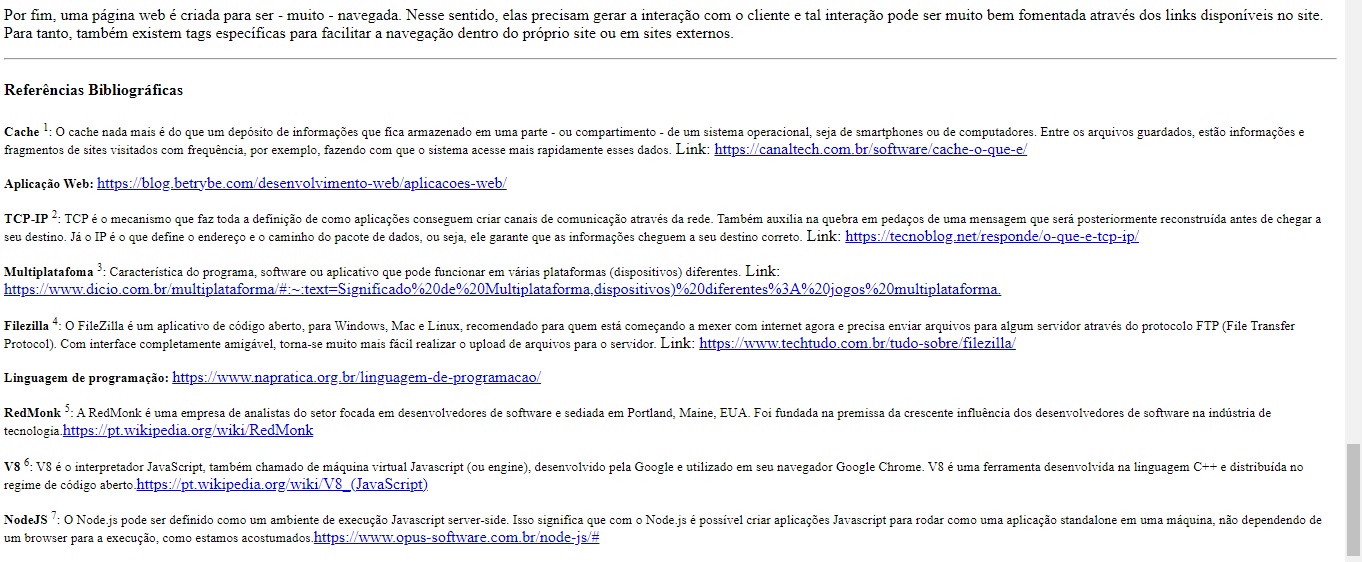 Por fim, uma página web é criada para ser - muito - navegada. Nesse sentido, elas precisam gerar a interação com o cliente e tal interação pode ser muito bem fomentada através dos links disponíveis no site.
Para tanto, também existem tags específicas para facilitar a navegação dentro do próprio site ou em sites externos.
Referências Bibliográficas
Cache 1: O cache nada mais é do que um depósito de informações que fica armazenado em uma parte - ou compartimento - de um sistema operacional, seja de smartphones ou de computadores. Entre os arquivos guardados, estão informações e
fragmentos de sites visitados com frequência, por exemplo, fazendo com que o sistema acesse mais rapidamente esses dados. Link: https://canaltech.com.br/software/cache-o-que-e/
Aplicação Web: https://blog.betrybe.com/desenvolvimento-web/aplicacoes-web/
TCP-IP 2: TCP é o mecanismo que faz toda a definição de como aplicações conseguem criar canais de comunicação através da rede. Também auxilia na quebra em pedaços de uma mensagem que será posteriormente reconstruída antes de chegar a
seu destino. Já o IP é o que define o endereço e o caminho do pacote de dados, ou seja, ele garante que as informações cheguem a seu destino correto. Link: https://tecnoblog.net/responde/o-que-e-tcp-ip/
Multiplatafoma 3: Característica do programa, software ou aplicativo que pode funcionar em várias plataformas (dispositivos) diferentes. Link:
https://www.dicio.com.br/multiplataforma/#:~:text=Significado%20de%20Multiplataforma,dispositivos)%20diferentes%3A%20jogos%20multiplataforma.
Filezilla 4: O FileZilla é um aplicativo de código aberto, para Windows, Mac e Linux, recomendado para quem está começando a mexer com internet agora e precisa enviar arquivos para algum servidor através do protocolo FTP (File Transfer
Protocol). Com interface completamente amigável, torna-se muito mais fácil realizar o upload de arquivos para o servidor. Link: https://www.techtudo.com.br/tudo-sobre/filezilla/
Linguagem de programação: https://www.napratica.org.br/linguagem-de-programacao/
RedMonk 5: A RedMonk é uma empresa de analistas do setor focada em desenvolvedores de software e sediada em Portland, Maine, EUA. Foi fundada na premissa da crescente influência dos desenvolvedores de software na indústria de
tecnologia.https://pt.wikipedia.org/wiki/RedMonk
V8 6: V8 é o interpretador JavaScript, também chamado de máquina virtual Javascript (ou engine), desenvolvido pela Google e utilizado em seu navegador Google Chrome. V8 é uma ferramenta desenvolvida na linguagem C++ e distribuída no
regime de código aberto.https://pt.wikipedia.org/wiki/V8_(JavaScript)
NodeJS 7: O Node.js pode ser definido como um ambiente de execução Javascript server-side. Isso significa que com o Node.js é possível criar aplicações Javascript para rodar como uma aplicação standalone em uma máquina, não dependendo de
um browser para a execução, como estamos acostumados.https://www.opus-software.com.br/node-js/#